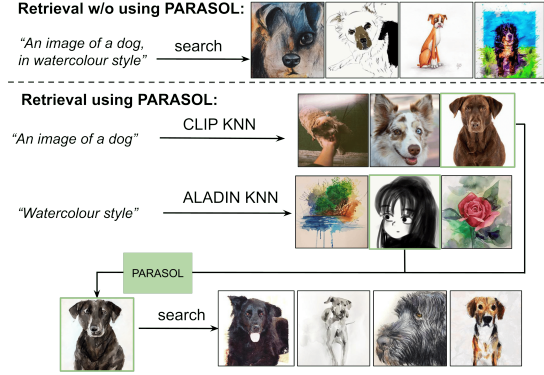 Retrieval w/o using PARASOL:
“An image of a dog,
in watercolour style”
search
Retrieval using PARASOL:
“An image of a dog”
CLIP KNN
“Watercolour style”
ALADIN KNN
PARASOL
search